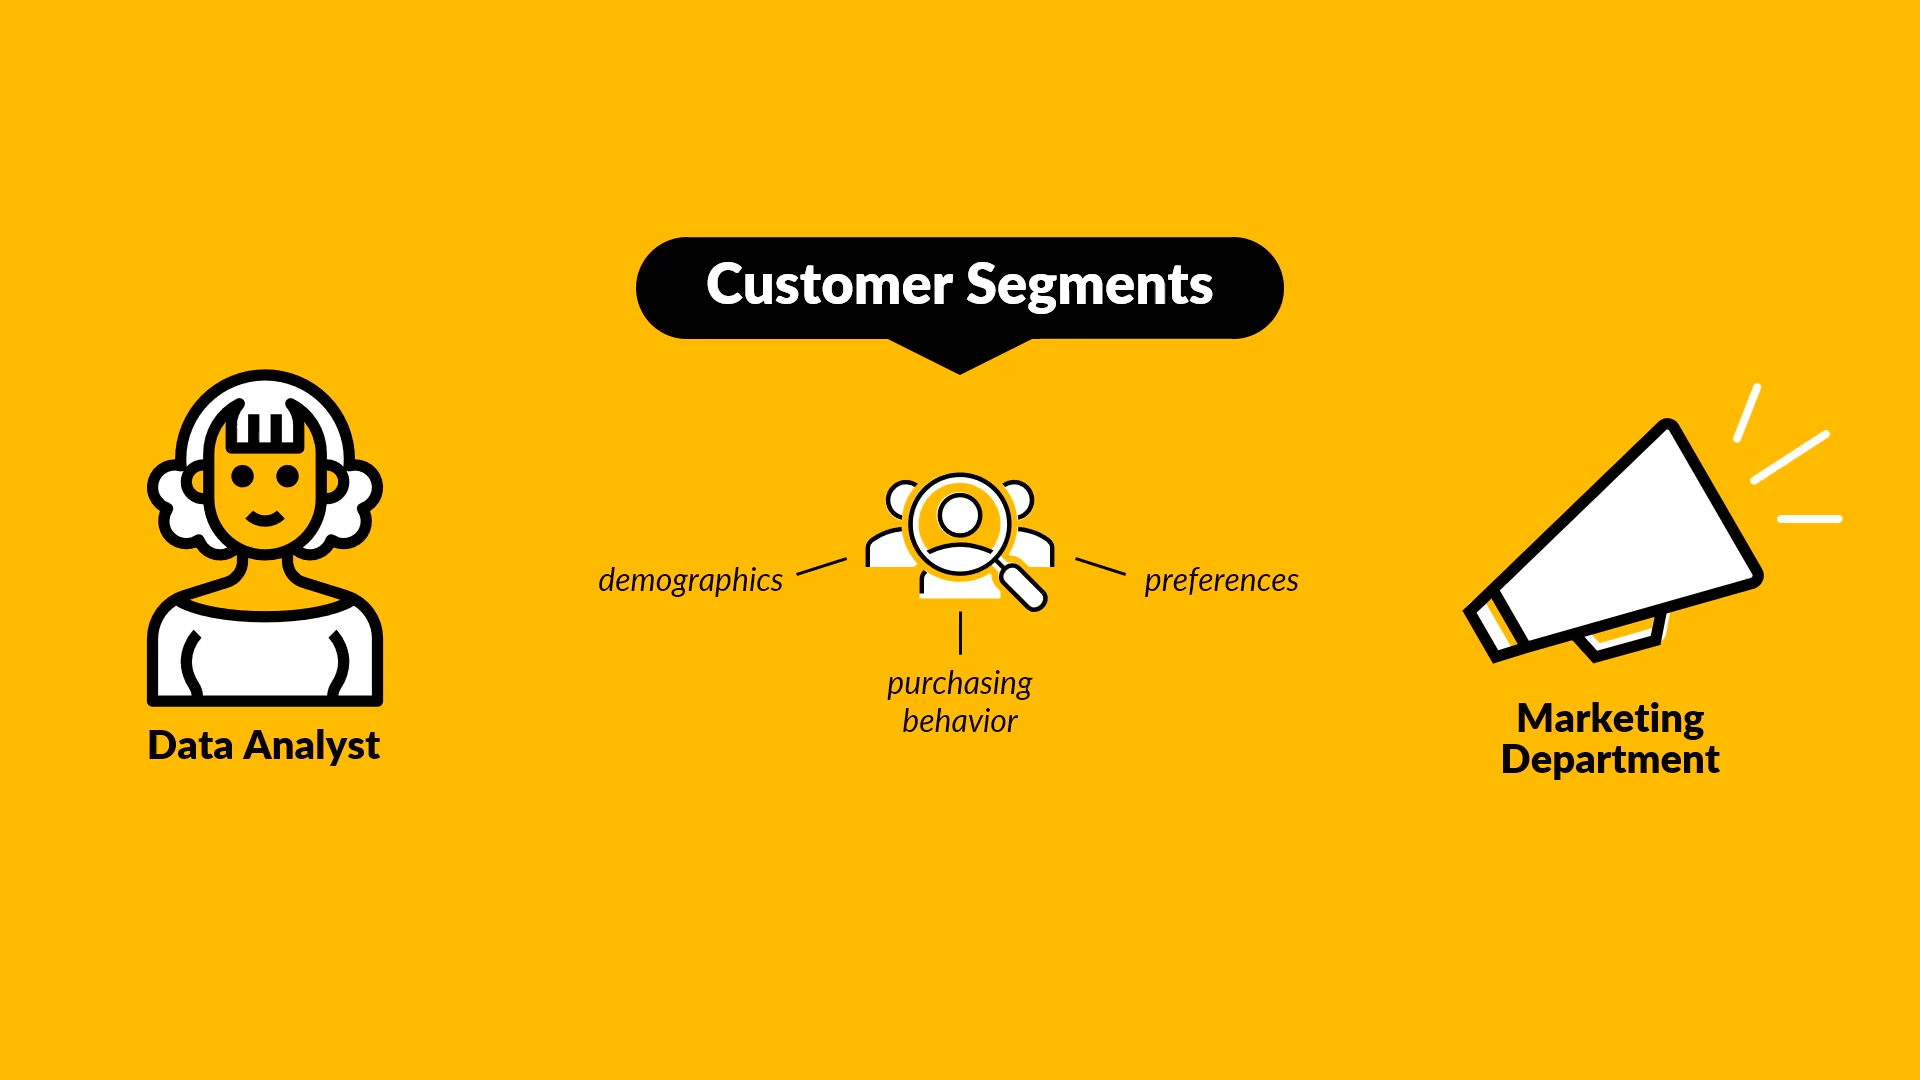 Customer Segments
demographics
preferences
purchasing
behavior
Data Analyst
Marketing
Department